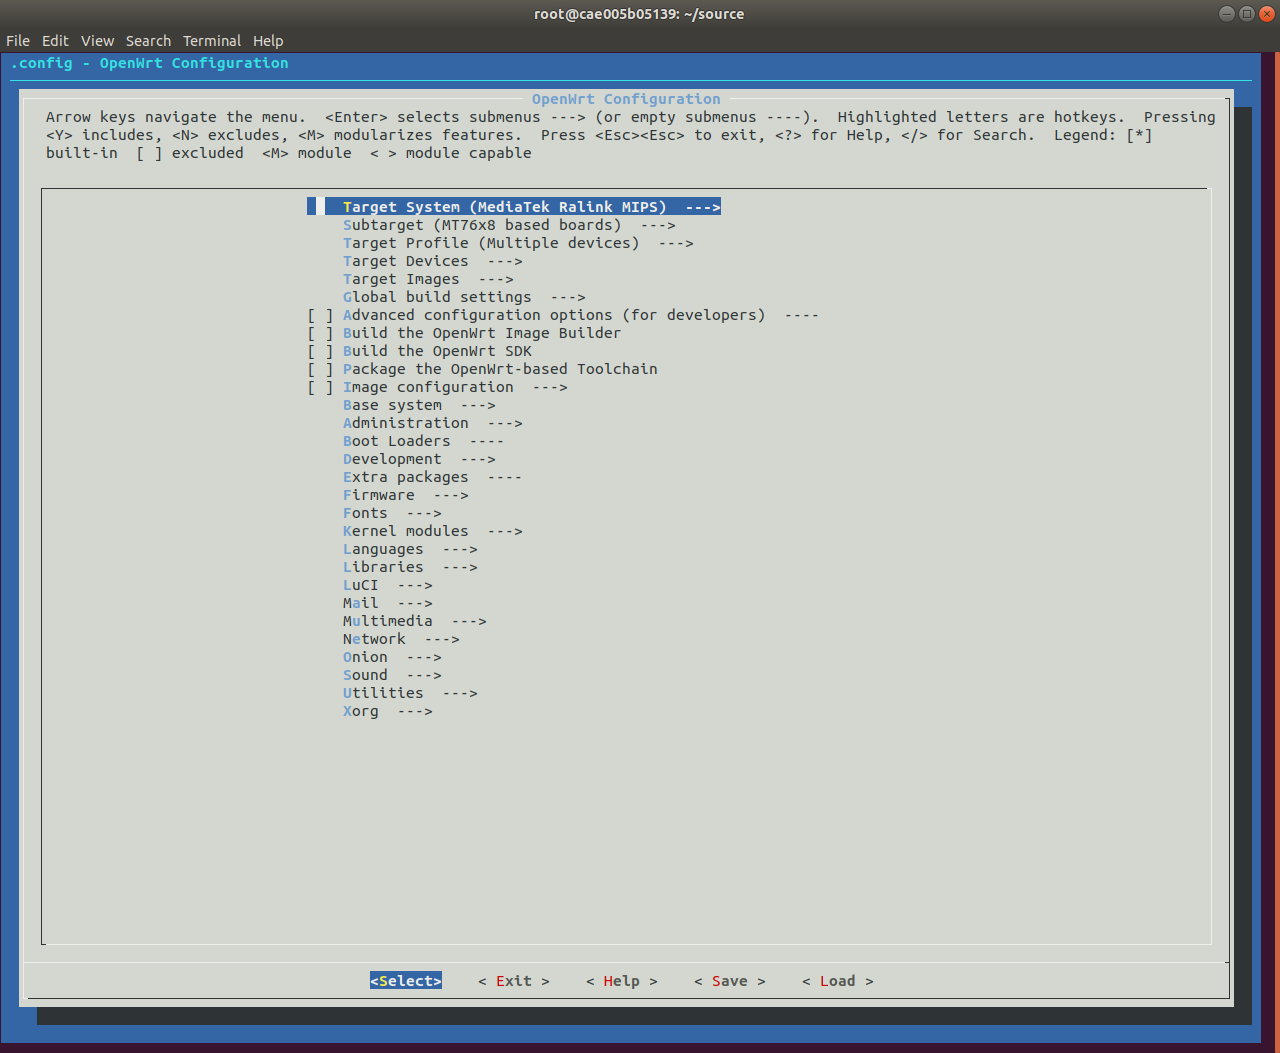 root@cae005b05139: ~/source
File Edit View Search Terminal Help
.config - OpenWrt Configuration
OpenWrt Configuration
Arrow keys navigate the menu.  <Enter> selects submenus ---> (or empty submenus ----).  Highlighted letters are hotkeys.  Pressing
<Y> includes, <N> excludes, <M> modularizes features.  Press <Esc><Esc> to exit, <?> for Help, </> for Search.  Legend: [*]
built-in  [ ] excluded  <M> module  < > module capable
Target System (MediaTek Ralink MIPS)  --->
Subtarget (MT76x8 based boards)  --->
Target Profile (Multiple devices)  --->
Target Devices  --->
Target Images  --->
Global build settings  --->
[ ] Advanced configuration options (for developers)  ----
[ ] Build the OpenWrt Image Builder
[ ] Build the OpenWrt SDK
[ ] Package the OpenWrt-based Toolchain
[ ] Image configuration  --->
Base system  --->
Administration  --->
Boot Loaders  ----
Development  --->
Extra packages  ----
Firmware  --->
Fonts  --->
Kernel modules  --->
Languages  --->
Libraries  --->
LuCI  --->
Mail  --->
Multimedia  --->
Network  --->
Onion  --->
Sound  --->
Utilities  --->
Xorg  --->
<Select>    < Exit >    < Help >    < Save >    < Load >